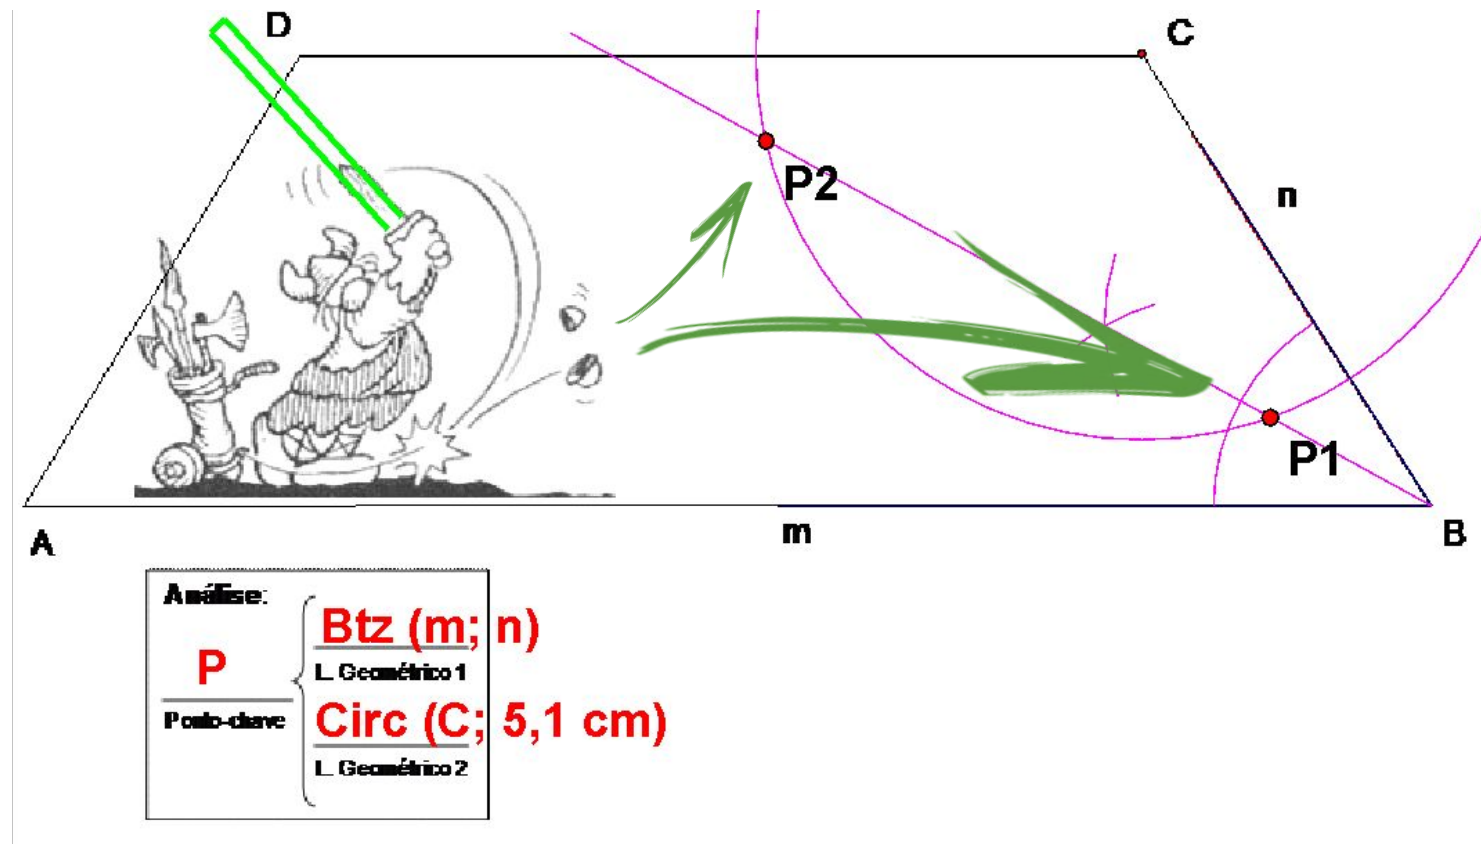 D
C
P2
n
P1
A
m
B
Análise:
Btz (m; n)
P
L. Geométrico 1
Ponto-chave
Circ (C; 5,1 cm)
L. Geométrico 2